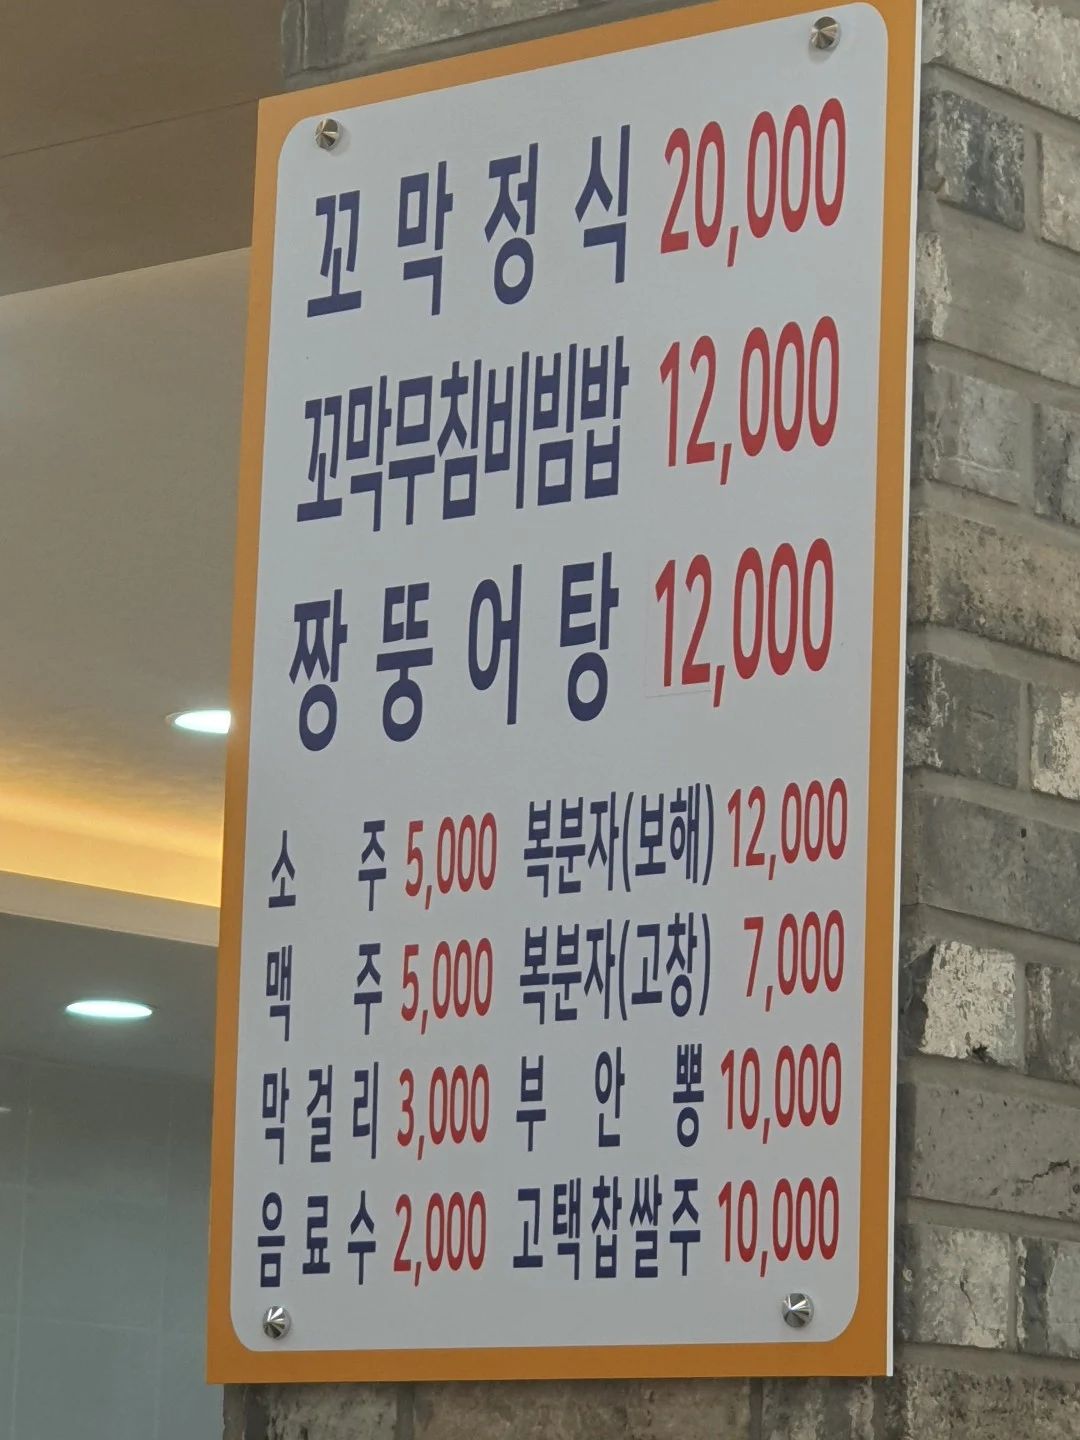 꼬막정식 20,000
꼬막무침비빔밥 12,000
짱뚱어탕 12,000
소주 5,000 복분자(보해) 12,000
맥주 5,000 복분자(고창) 7,000
막걸리 3,000 부안뽕 10,000
음료수 2,000 고택찹쌀주 10,000